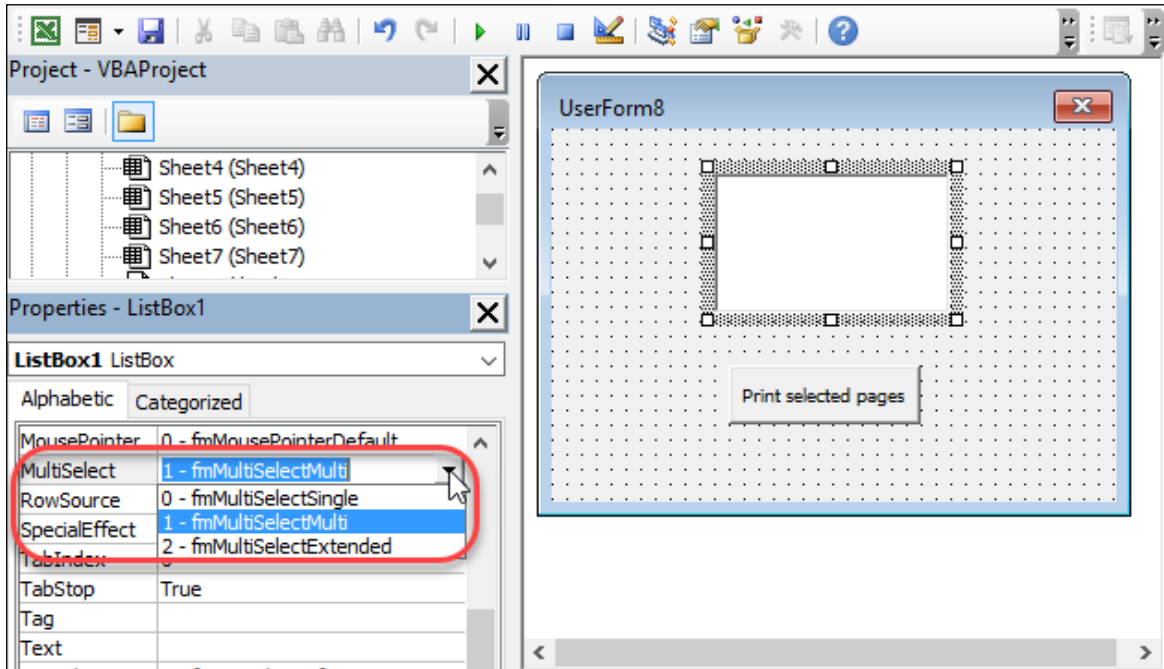 Project - VBAProject
Sheet4 (Sheet4)
Sheet5 (Sheet5)
Sheet6 (Sheet6)
Sheet7 (Sheet7)
Properties - ListBox1
ListBox1 ListBox
Alphabetic Categorized
MousePointer 0 - fmMousePointerDefault
MultiSelect 1 - fmMultiSelectMulti
RowSource 0 - fmMultiSelectSingle
SpecialEffect 1 - fmMultiSelectMulti
2 - fmMultiSelectExtended
TabIndex
TabStop True
Tag
Text
UserForm8
Print selected pages